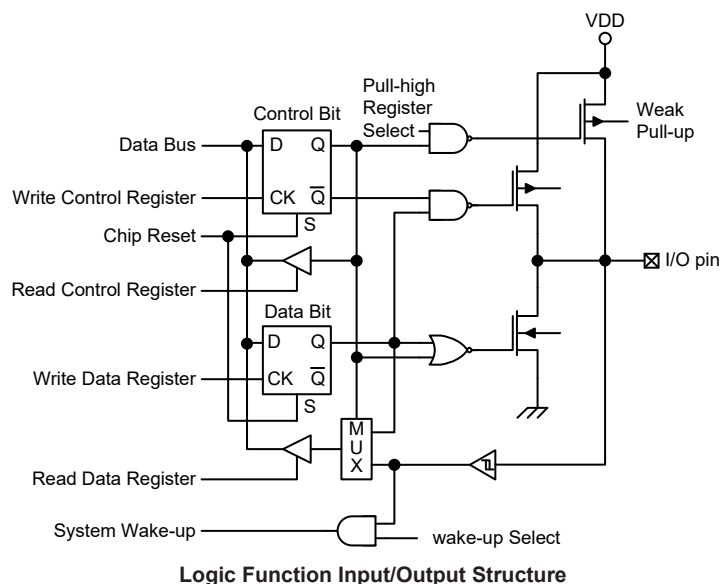 VDD
Pull-high
Register
Select
Weak
Pull-up
Control Bit
Data Bus
D
Q
Write Control Register
CK
Q
S
Chip Reset
I/O pin
Read Control Register
Data Bit
D
Q
Write Data Register
CK
Q
S
M
U
X
Read Data Register
System Wake-up
wake-up Select
Logic Function Input/Output Structure